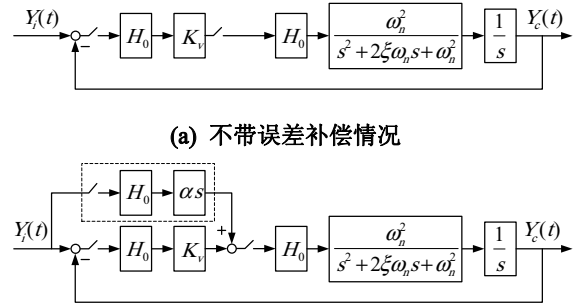 Y_i(t) − H_0 K_v H_0 ω_n^2 / (s^2+2ξω_n s+ω_n^2) 1/s Y_c(t)
(a) 不带误差补偿情况
H_0 αs
Y_i(t) − H_0 K_v + H_0 ω_n^2 / (s^2+2ξω_n s+ω_n^2) 1/s Y_c(t)